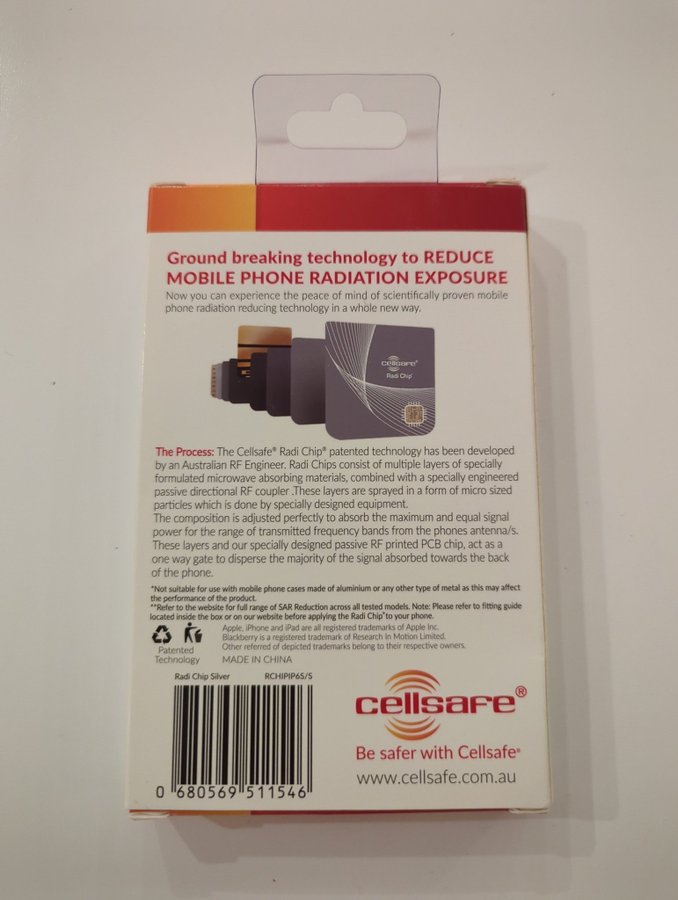 Ground breaking technology to REDUCE
MOBILE PHONE RADIATION EXPOSURE
Now you can experience the peace of mind of scientifically proven mobile
phone radiation reducing technology in a whole new way.
cellsafe®
Radi Chip®
The Process: The Cellsafe® Radi Chip® patented technology has been developed
by an Australian RF Engineer. Radi Chips consist of multiple layers of specially
formulated microwave absorbing materials, combined with a specially engineered
passive directional RF coupler .These layers are sprayed in a form of micro sized
particles which is done by specially designed equipment.
The composition is adjusted perfectly to absorb the maximum and equal signal
power for the range of transmitted frequency bands from the phones antenna/s.
These layers and our specially designed passive RF printed PCB chip, act as a
one way gate to disperse the majority of the signal absorbed towards the back
of the phone.
*Not suitable for use with mobile phone cases made of aluminium or any other type of metal as this may affect
the performance of the product.
**Refer to the website for full range of SAR Reduction across all tested models. Note: Please refer to fitting guide
located inside the box or on our website before applying the Radi Chip®to your phone.
Apple, iPhone and iPad are all registered trademarks of Apple Inc.
Blackberry is a registered trademark of Research in Motion Limited.
Other referred of depicted trademarks belong to their respective owners.
Patented
Technology
MADE IN CHINA
Radi Chip Silver RCHIPIP6S/S
0 680569 511546
cellsafe®
Be safer with Cellsafe®
www.cellsafe.com.au